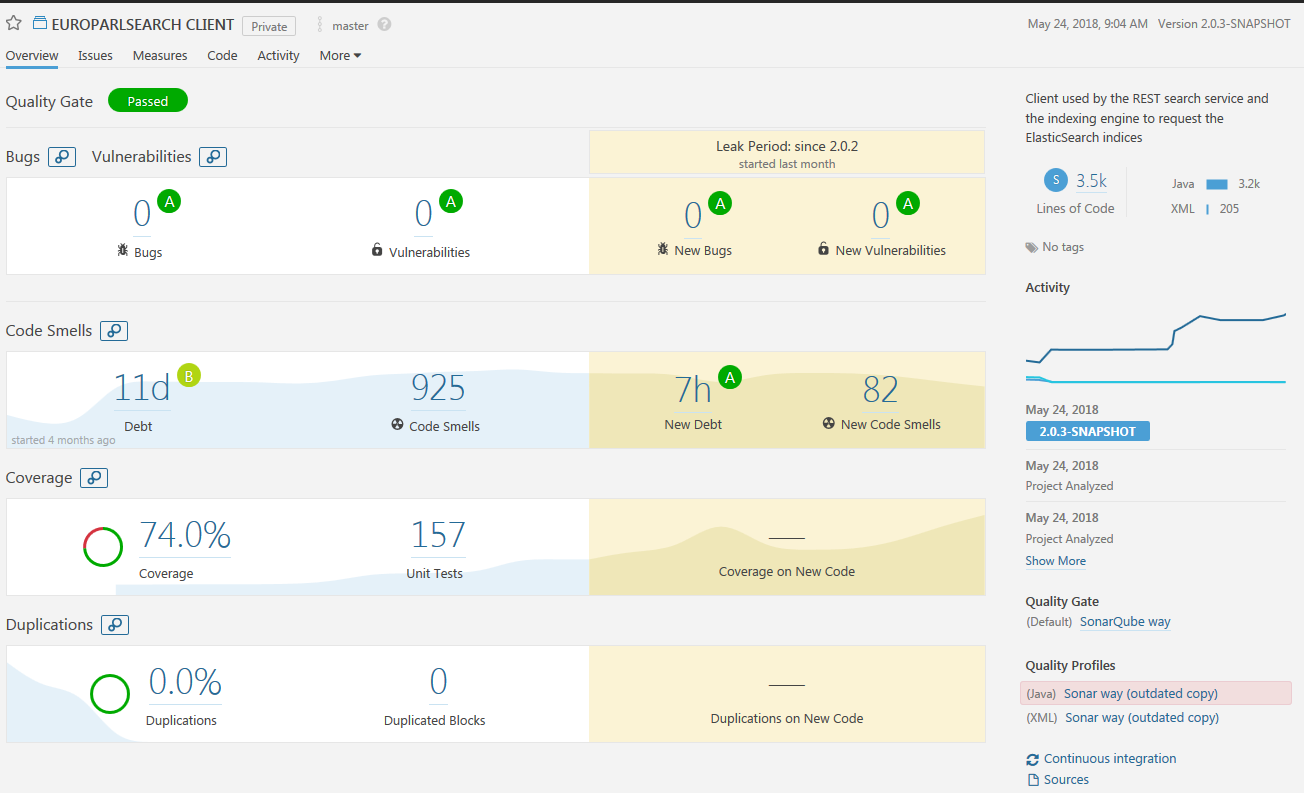 EUROPARLSEARCH CLIENT Private master ?
May 24, 2018, 9:04 AM Version 2.0.3-SNAPSHOT
Overview Issues Measures Code Activity More
Quality Gate Passed
Bugs Vulnerabilities
Leak Period: since 2.0.2
started last month
0 A
Bugs
0 A
Vulnerabilities
0 A
New Bugs
0 A
New Vulnerabilities
Code Smells
11d B
Debt
started 4 months ago
925
Code Smells
7h A
New Debt
82
New Code Smells
Coverage
74.0%
Coverage
157
Unit Tests
Coverage on New Code
Duplications
0.0%
Duplications
0
Duplicated Blocks
Duplications on New Code
Client used by the REST search service and
the indexing engine to request the
ElasticSearch indices
S 3.5k
Lines of Code
Java 3.2k
XML 205
No tags
Activity
May 24, 2018
2.0.3-SNAPSHOT
May 24, 2018
Project Analyzed
May 24, 2018
Project Analyzed
Show More
Quality Gate
(Default) SonarQube way
Quality Profiles
(Java) Sonar way (outdated copy)
(XML) Sonar way (outdated copy)
Continuous integration
Sources